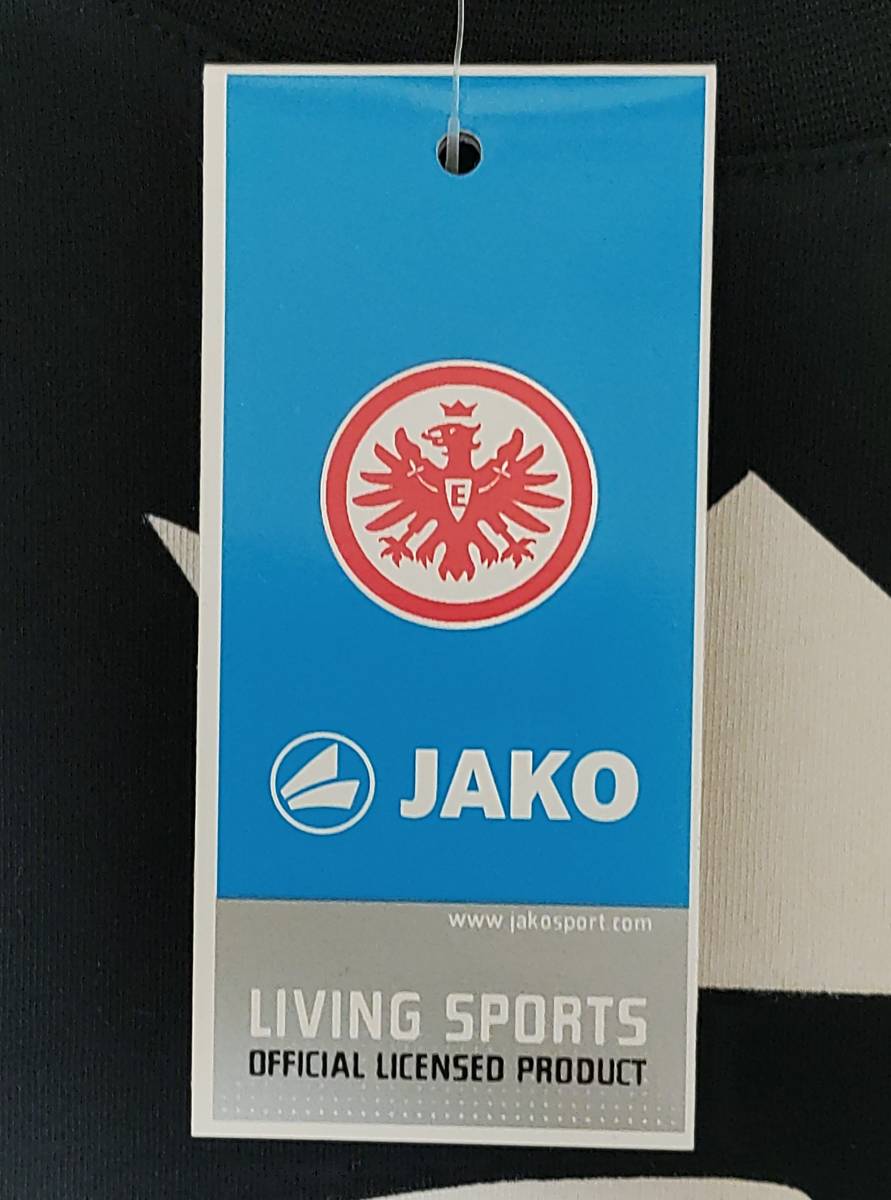 E
JAKO
www.jakosport.com
LIVING SPORTS
OFFICIAL LICENSED PRODUCT